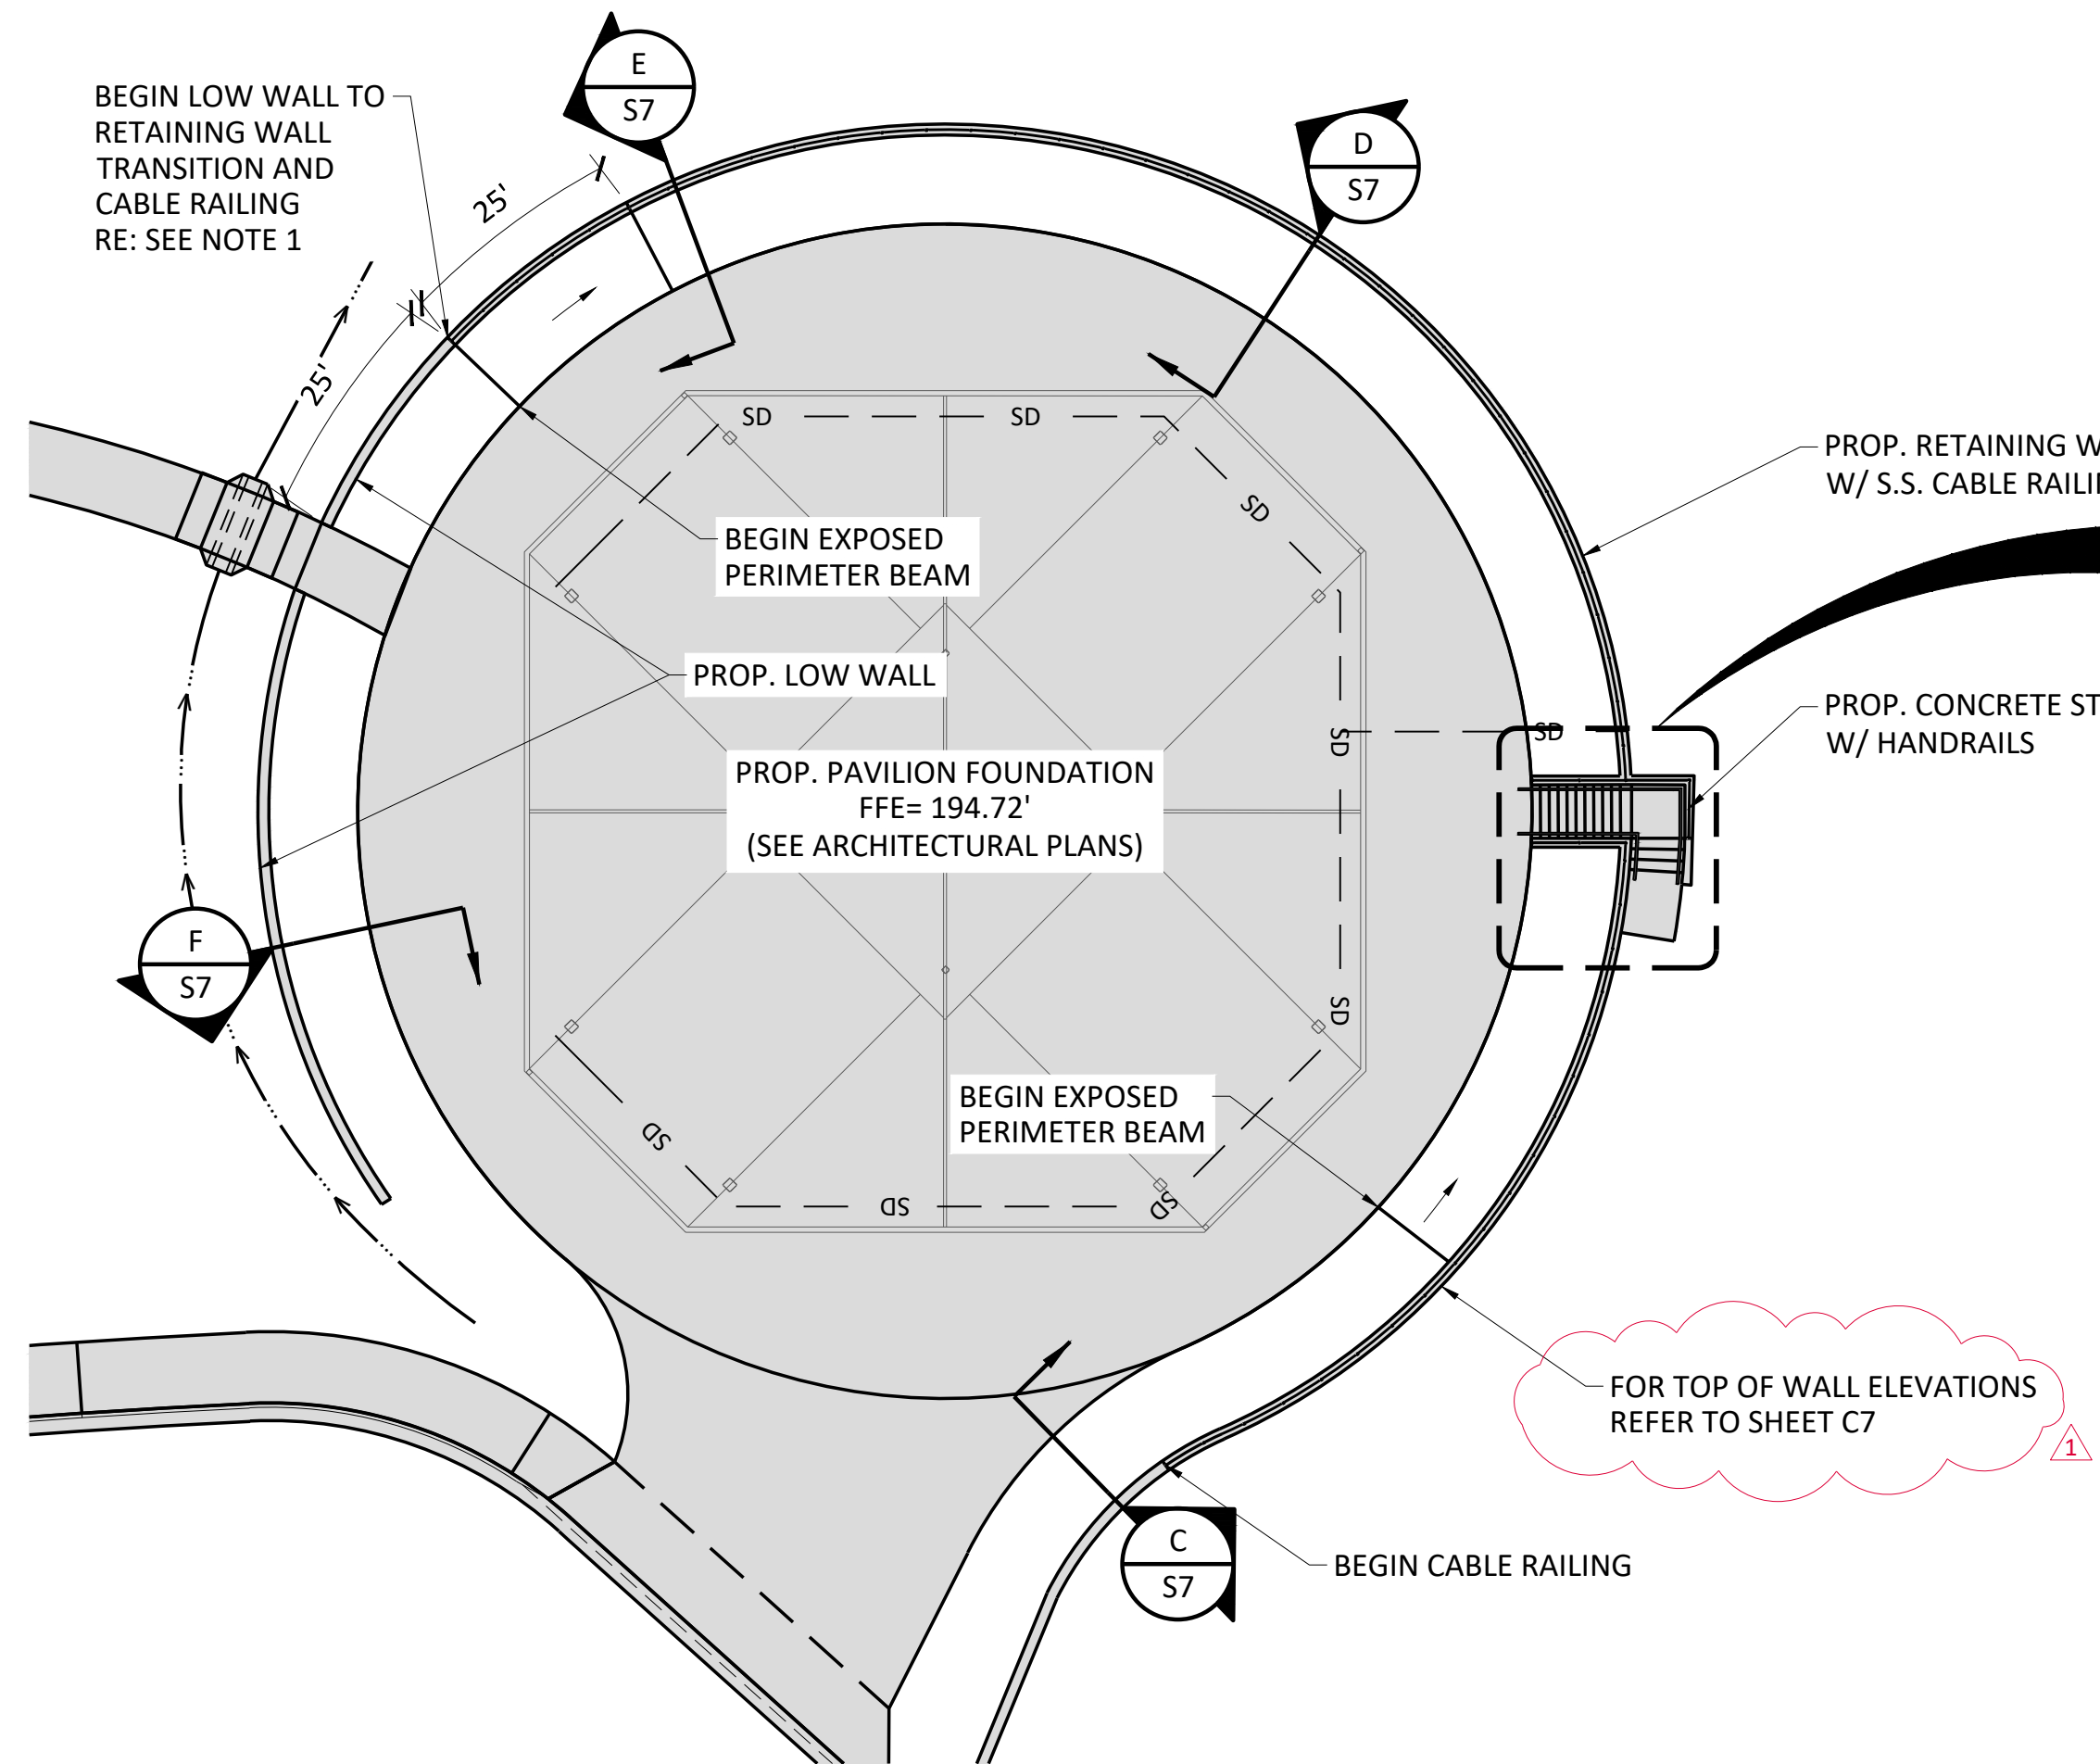 E
S7
BEGIN LOW WALL TO
RETAINING WALL
TRANSITION AND
CABLE RAILING
RE: SEE NOTE 1
D
S7
25'
25'
SD
SD
SD
PROP. RETAINING W
W/ S.S. CABLE RAILI
BEGIN EXPOSED
PERIMETER BEAM
PROP. LOW WALL
PROP. CONCRETE ST
W/ HANDRAILS
SD
SD
PROP. PAVILION FOUNDATION
FFE= 194.72'
(SEE ARCHITECTURAL PLANS)
F
S7
SD
BEGIN EXPOSED
PERIMETER BEAM
SD
SD
SD
FOR TOP OF WALL ELEVATIONS
REFER TO SHEET C7
1
C
S7
BEGIN CABLE RAILING